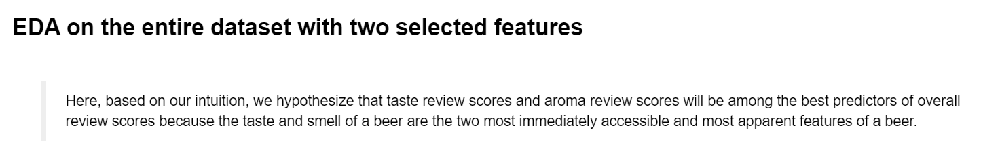 EDA on the entire dataset with two selected features
Here, based on our intuition, we hypothesize that taste review scores and aroma review scores will be among the best predictors of overall
review scores because the taste and smell of a beer are the two most immediately accessible and most apparent features of a beer.